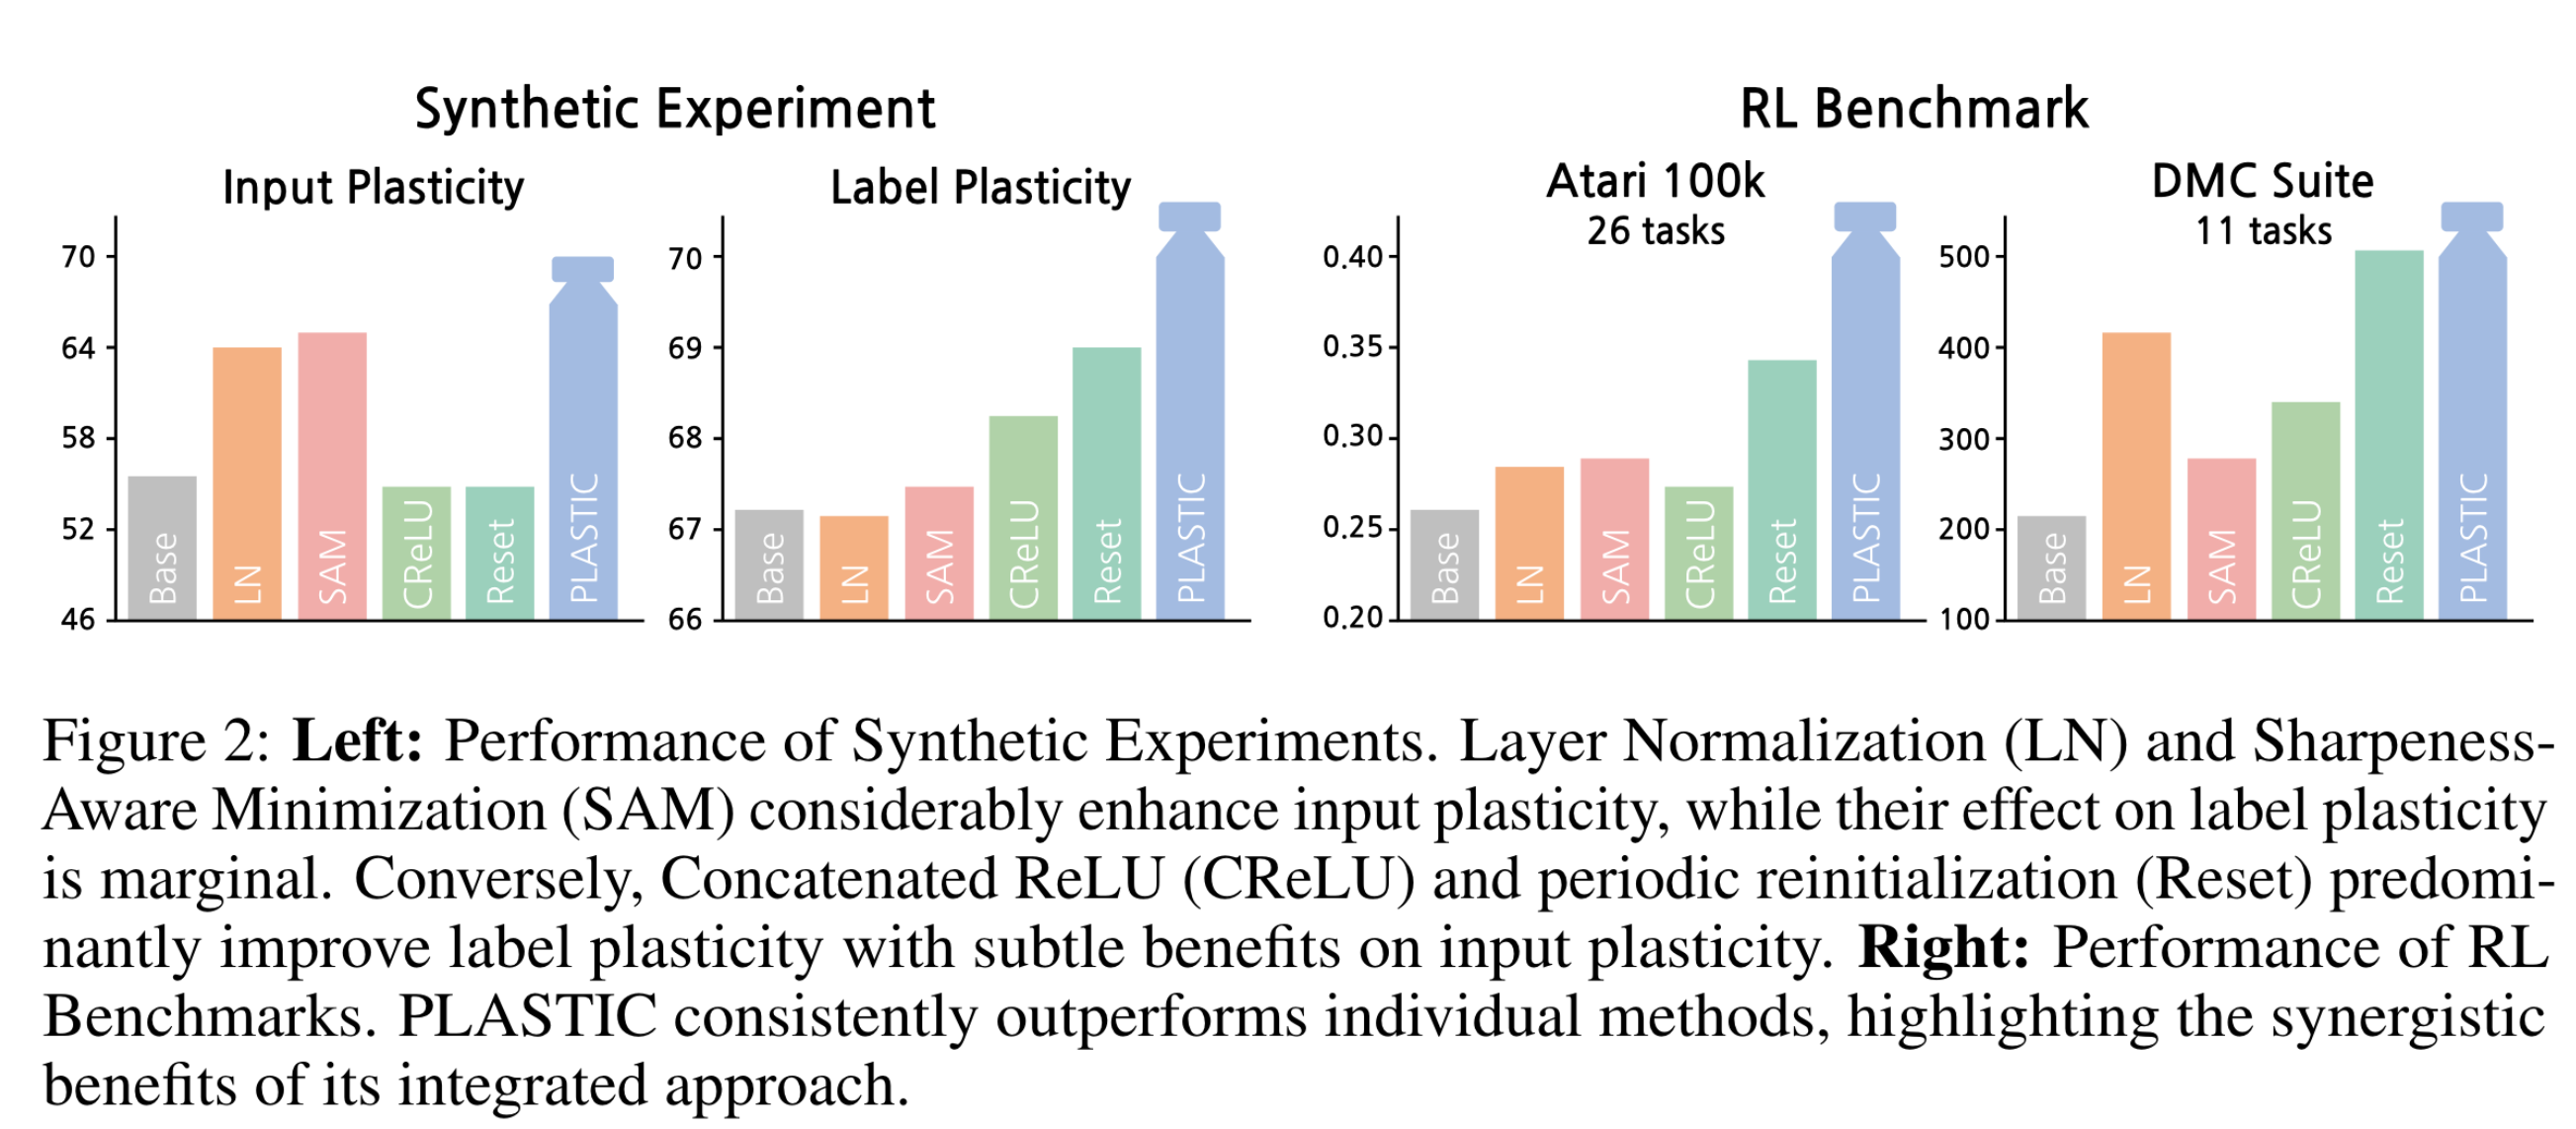 Synthetic Experiment
RL Benchmark
Input Plasticity
70
64
58
52
46
Base
LN
SAM
CReLU
Reset
PLASTIC
Label Plasticity
70
69
68
67
66
Base
LN
SAM
CReLU
Reset
PLASTIC
Atari 100k
26 tasks
0.40
0.35
0.30
0.25
0.20
Base
LN
SAM
CReLU
Reset
PLASTIC
DMC Suite
11 tasks
500
400
300
200
100
Base
LN
SAM
CReLU
Reset
PLASTIC
Figure 2: Left: Performance of Synthetic Experiments. Layer Normalization (LN) and Sharpeness-
Aware Minimization (SAM) considerably enhance input plasticity, while their effect on label plasticity
is marginal. Conversely, Concatenated ReLU (CReLU) and periodic reinitialization (Reset) predomi-
nantly improve label plasticity with subtle benefits on input plasticity. Right: Performance of RL
Benchmarks. PLASTIC consistently outperforms individual methods, highlighting the synergistic
benefits of its integrated approach.